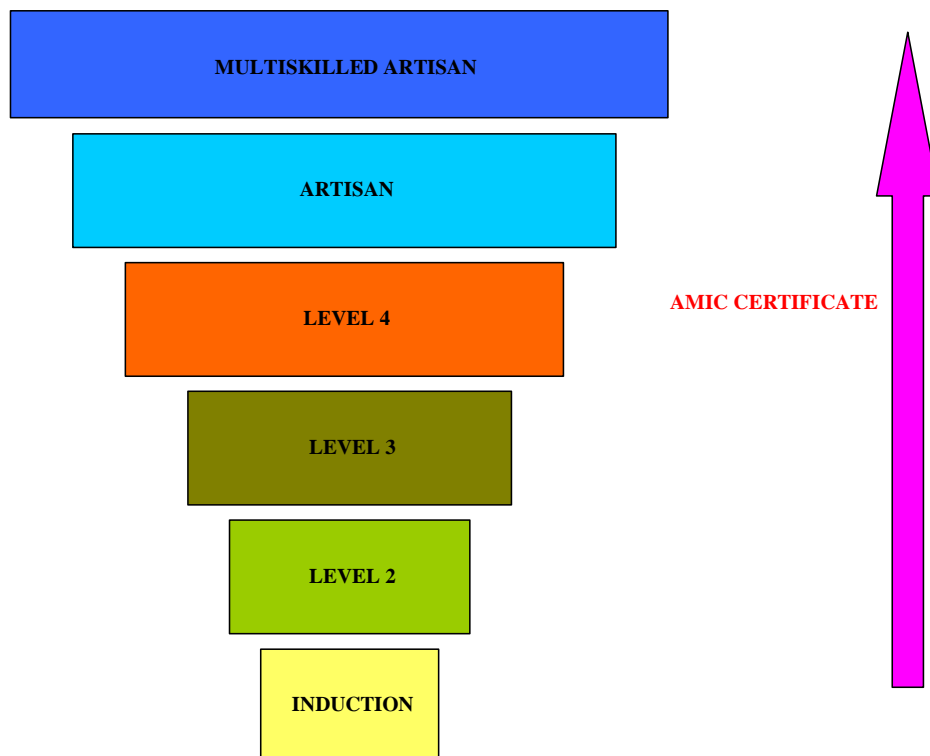 MULTISKILLED ARTISAN
ARTISAN
LEVEL 4
AMIC CERTIFICATE
LEVEL 3
LEVEL 2
INDUCTION